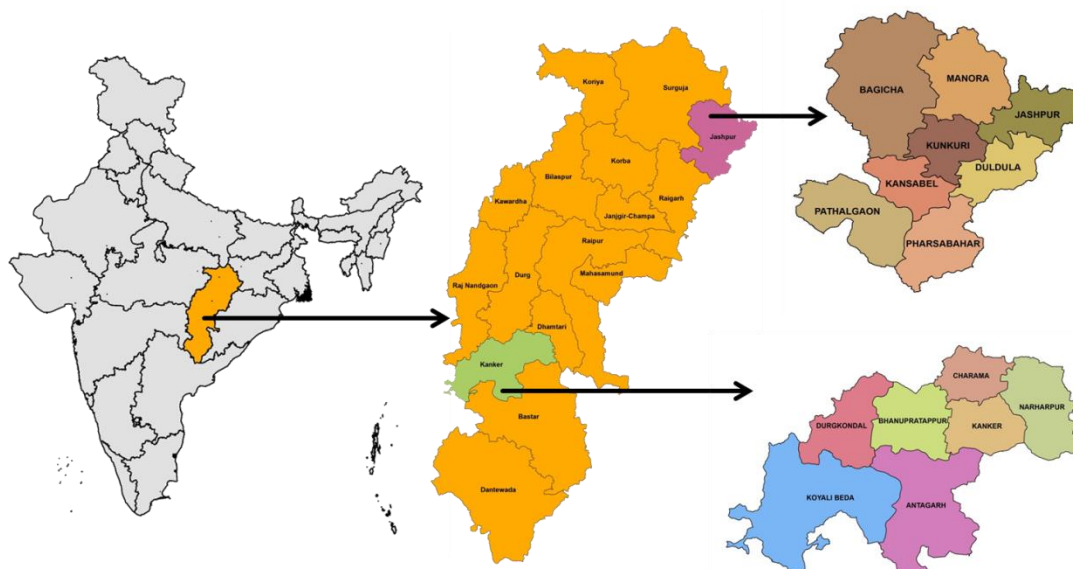 Koriya
Surguja
Jashpur
Korba
Bilaspur
Raigarh
Kawardha
Janjgir-Champa
Raipur
Durg
Mahasamund
Raj Nandgaon
Dhamtari
Kanker
Bastar
Dantewada
BAGICHA
MANORA
JASHPUR
KUNKURI
DULDULA
KANSABEL
PATHALGAON
PHARSABAHAR
CHARAMA
NARHARPUR
DURGKONDAL
BHANUPRATAPPUR
KANKER
KOYALI BEDA
ANTAGARH